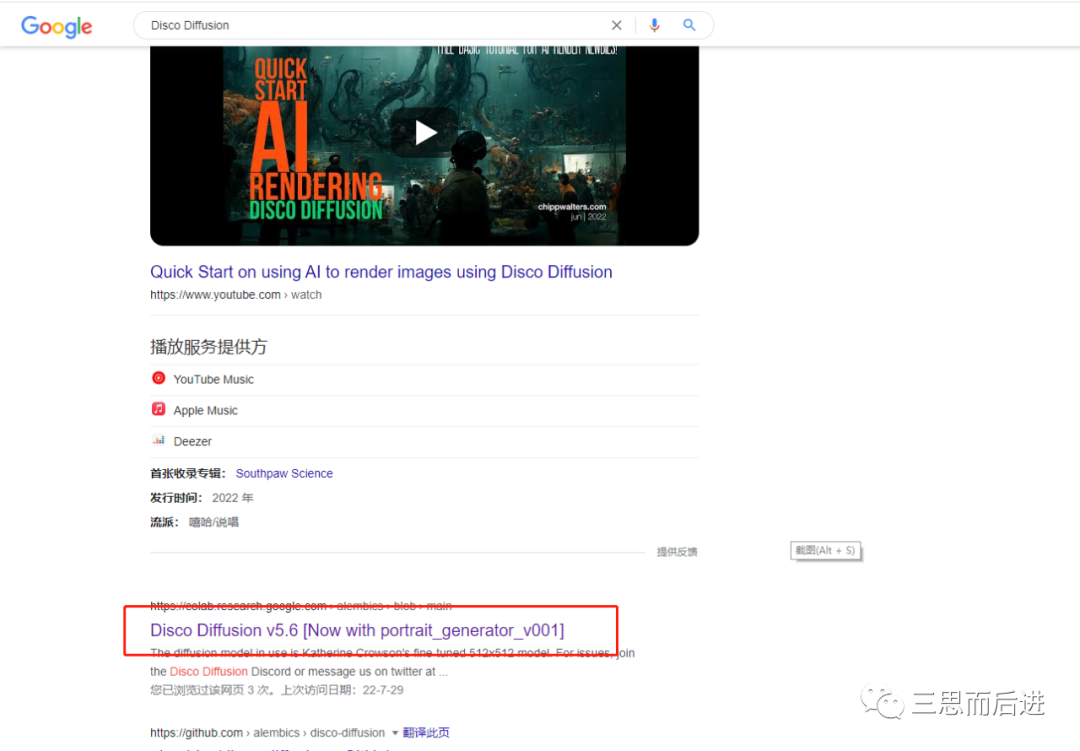 Google
Disco Diffusion
FREE BASIC TUTORIAL FOR AI RENDER NEWBIES!
QUICK
START
AI
RENDERING
DISCO DIFFUSION
chippwalters.com
jun | 2022
Quick Start on using AI to render images using Disco Diffusion
https://www.youtube.com › watch
播放服务提供方
YouTube Music
Apple Music
Deezer
首张收录专辑： Southpaw Science
发行时间： 2022 年
流派： 嘻哈/说唱
提供反馈
截图(Alt + S)
https://colab.research.google.com › alembics › blob › main
Disco Diffusion v5.6 [Now with portrait_generator_v001]
The diffusion model in use is Katherine Crowson's fine-tuned 512x512 model. For issues, join
the Disco Diffusion Discord or message us on twitter at ...
您已浏览过该网页 3 次。上次访问日期：22-7-29
三思而后进
https://github.com › alembics › disco-diffusion 翻译此页